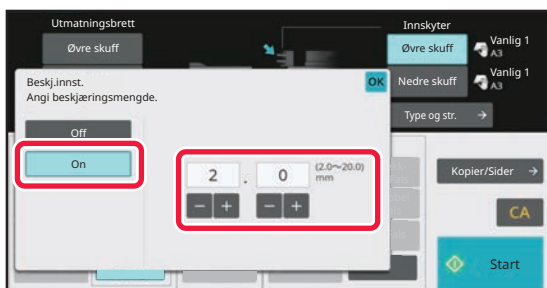 Utmatningsbrett
Innskyter
Øvre skuff
Øvre skuff
Vanlig 1
A3
Beskj.innst.
OK
Nedre skuff
Vanlig 1
A3
Angi beskjæringsmengde.
Type og str. →
Off
On
2 . 0 (2.0～20.0)
mm
− + − +
Kopier/Sider →
CA
Start